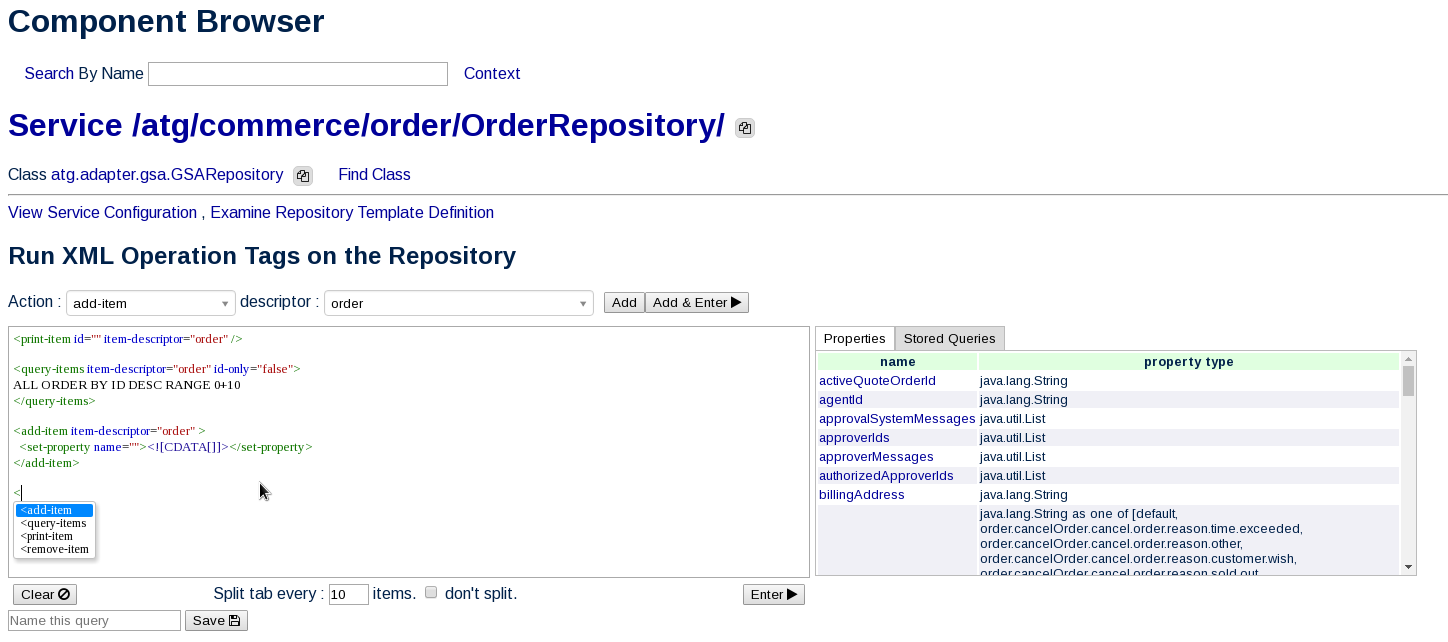 Component Browser
Search By Name Context
Service /atg/commerce/order/OrderRepository/
Class atg.adapter.gsa.GSARepository Find Class
View Service Configuration , Examine Repository Template Definition
Run XML Operation Tags on the Repository
Action : add-item descriptor : order Add Add & Enter
<print-item id="" item-descriptor="order" />
<query-items item-descriptor="order" id-only="false">
ALL ORDER BY ID DESC RANGE 0+10
</query-items>
<add-item item-descriptor="order" >
<set-property name=""><![CDATA[]]></set-property>
</add-item>
<
<add-item
<query-items
<print-item
<remove-item
Properties Stored Queries
name property type
activeQuoteOrderId java.lang.String
agentId java.lang.String
approvalSystemMessages java.util.List
approverIds java.util.List
approverMessages java.util.List
authorizedApproverIds java.util.List
billingAddress java.lang.String
java.lang.String as one of [default,
order.cancelOrder.cancel.order.reason.time.exceeded,
order.cancelOrder.cancel.order.reason.other,
order.cancelOrder.cancel.order.reason.customer.wish,
order.cancelOrder.cancel.order.reason.sold.out
Clear Split tab every : 10 items. don't split. Enter
Name this query Save